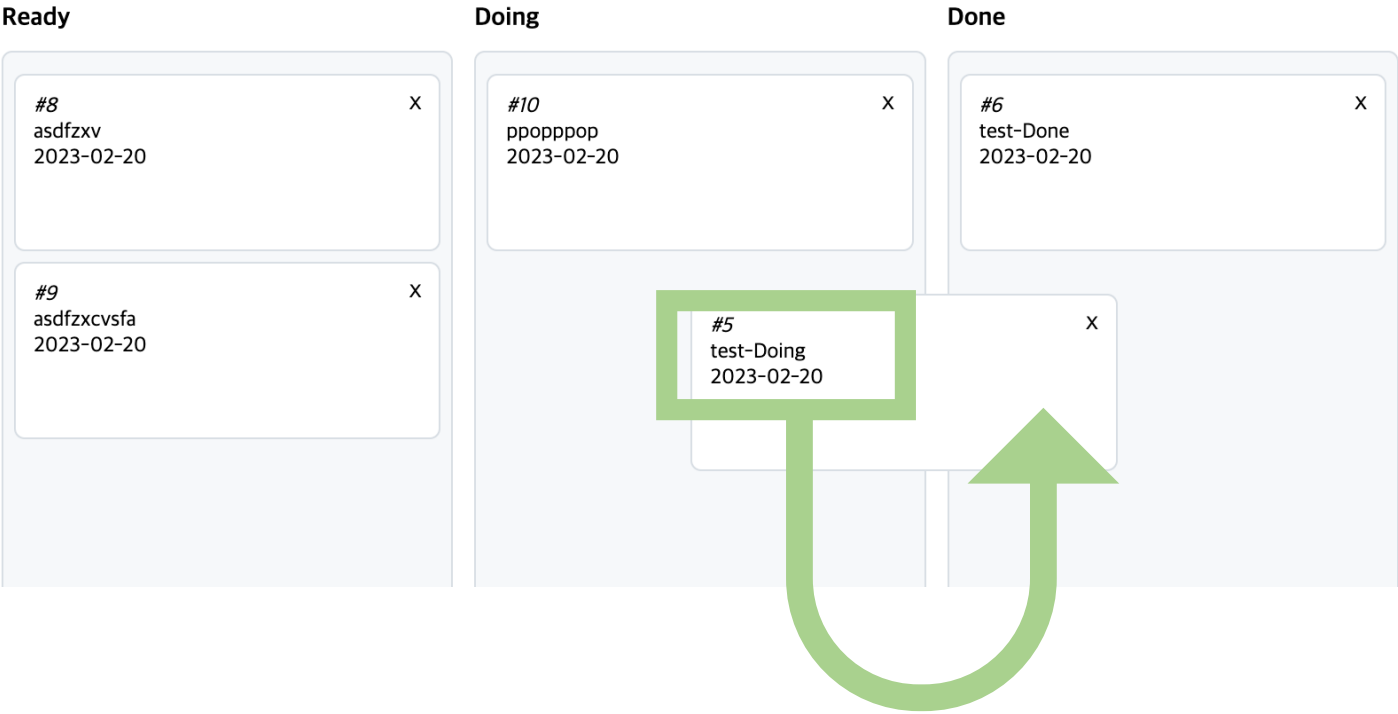 Ready
#8
X
asdfzxv
2023-02-20
#9
X
asdfzxcvsfa
2023-02-20
Doing
#10
X
ppopppop
2023-02-20
#5
X
test-Doing
2023-02-20
Done
#6
X
test-Done
2023-02-20